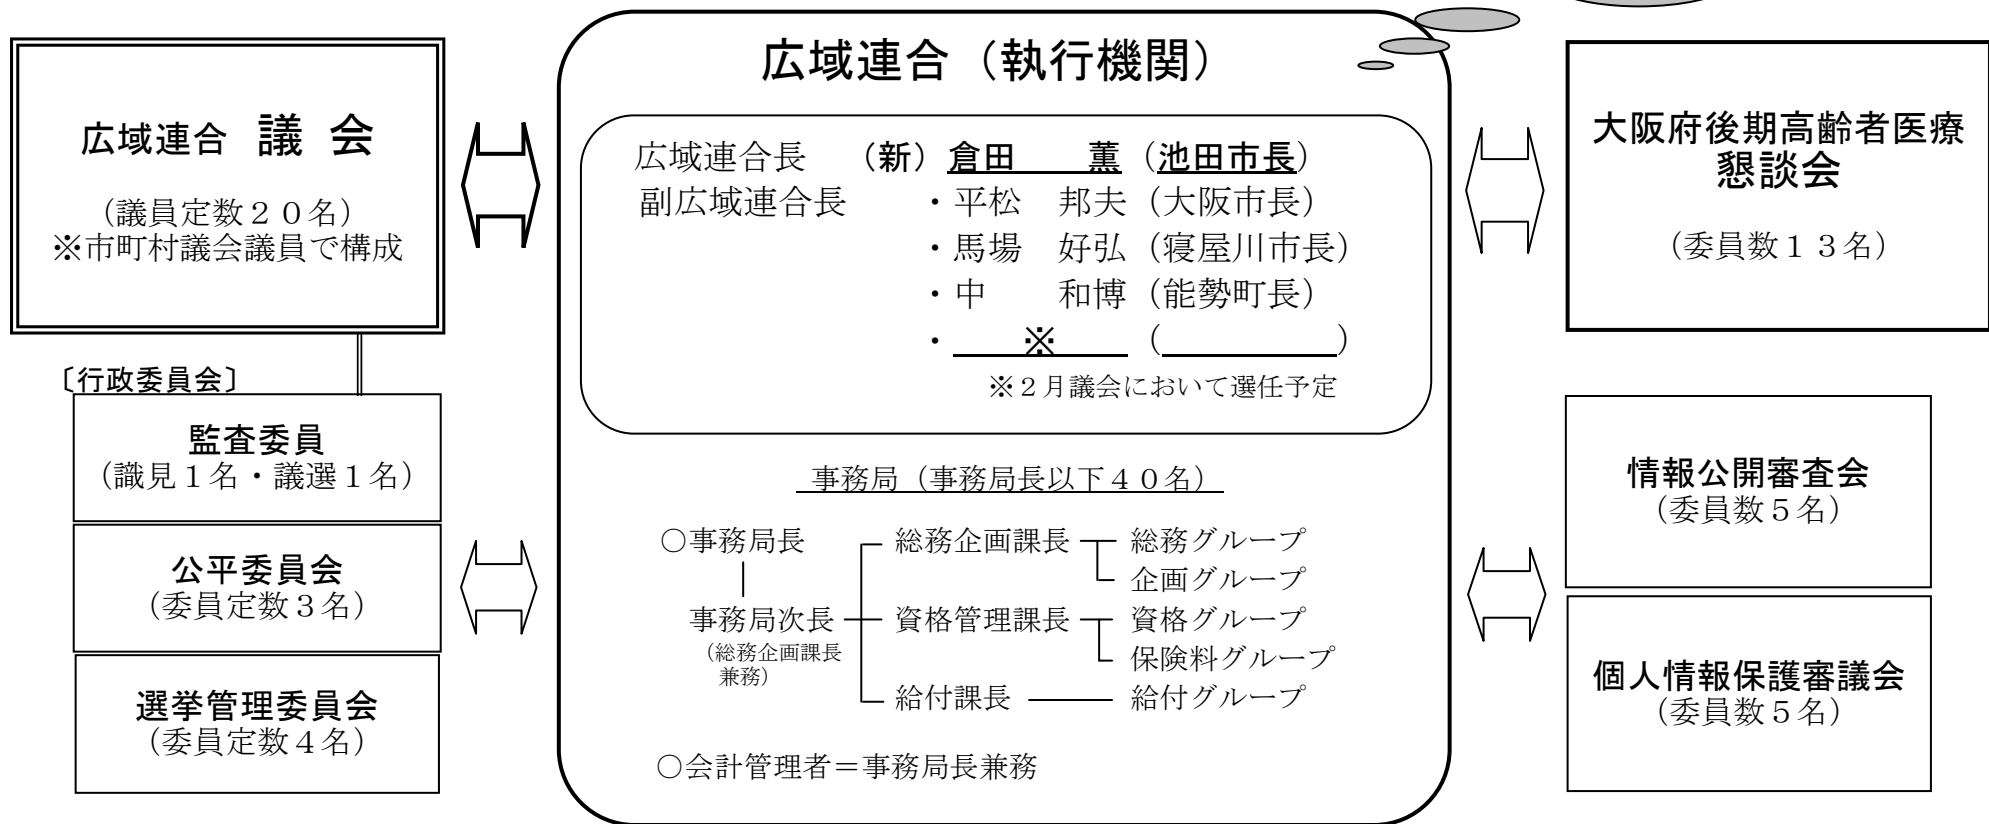 広域連合 議 会
（議員定数２０名）
※市町村議会議員で構成
〔行政委員会〕
監査委員
（識見１名・議選１名）
公平委員会
（委員定数３名）
選挙管理委員会
（委員定数４名）
広域連合（執行機関）
広域連合長 （新）倉田　薫（池田市長）
副広域連合長 ・平松　邦夫（大阪市長）
・馬場　好弘（寝屋川市長）
・中　　和博（能勢町長）
・　　※　　（　　　　　　）
※２月議会において選任予定
事務局（事務局長以下４０名）
○事務局長 総務企画課長 総務グループ
企画グループ
事務局次長 資格管理課長 資格グループ
（総務企画課長
兼務）
保険料グループ
給付課長 給付グループ
○会計管理者＝事務局長兼務
大阪府後期高齢者医療
懇談会
（委員数１３名）
情報公開審査会
（委員数５名）
個人情報保護審議会
（委員数５名）